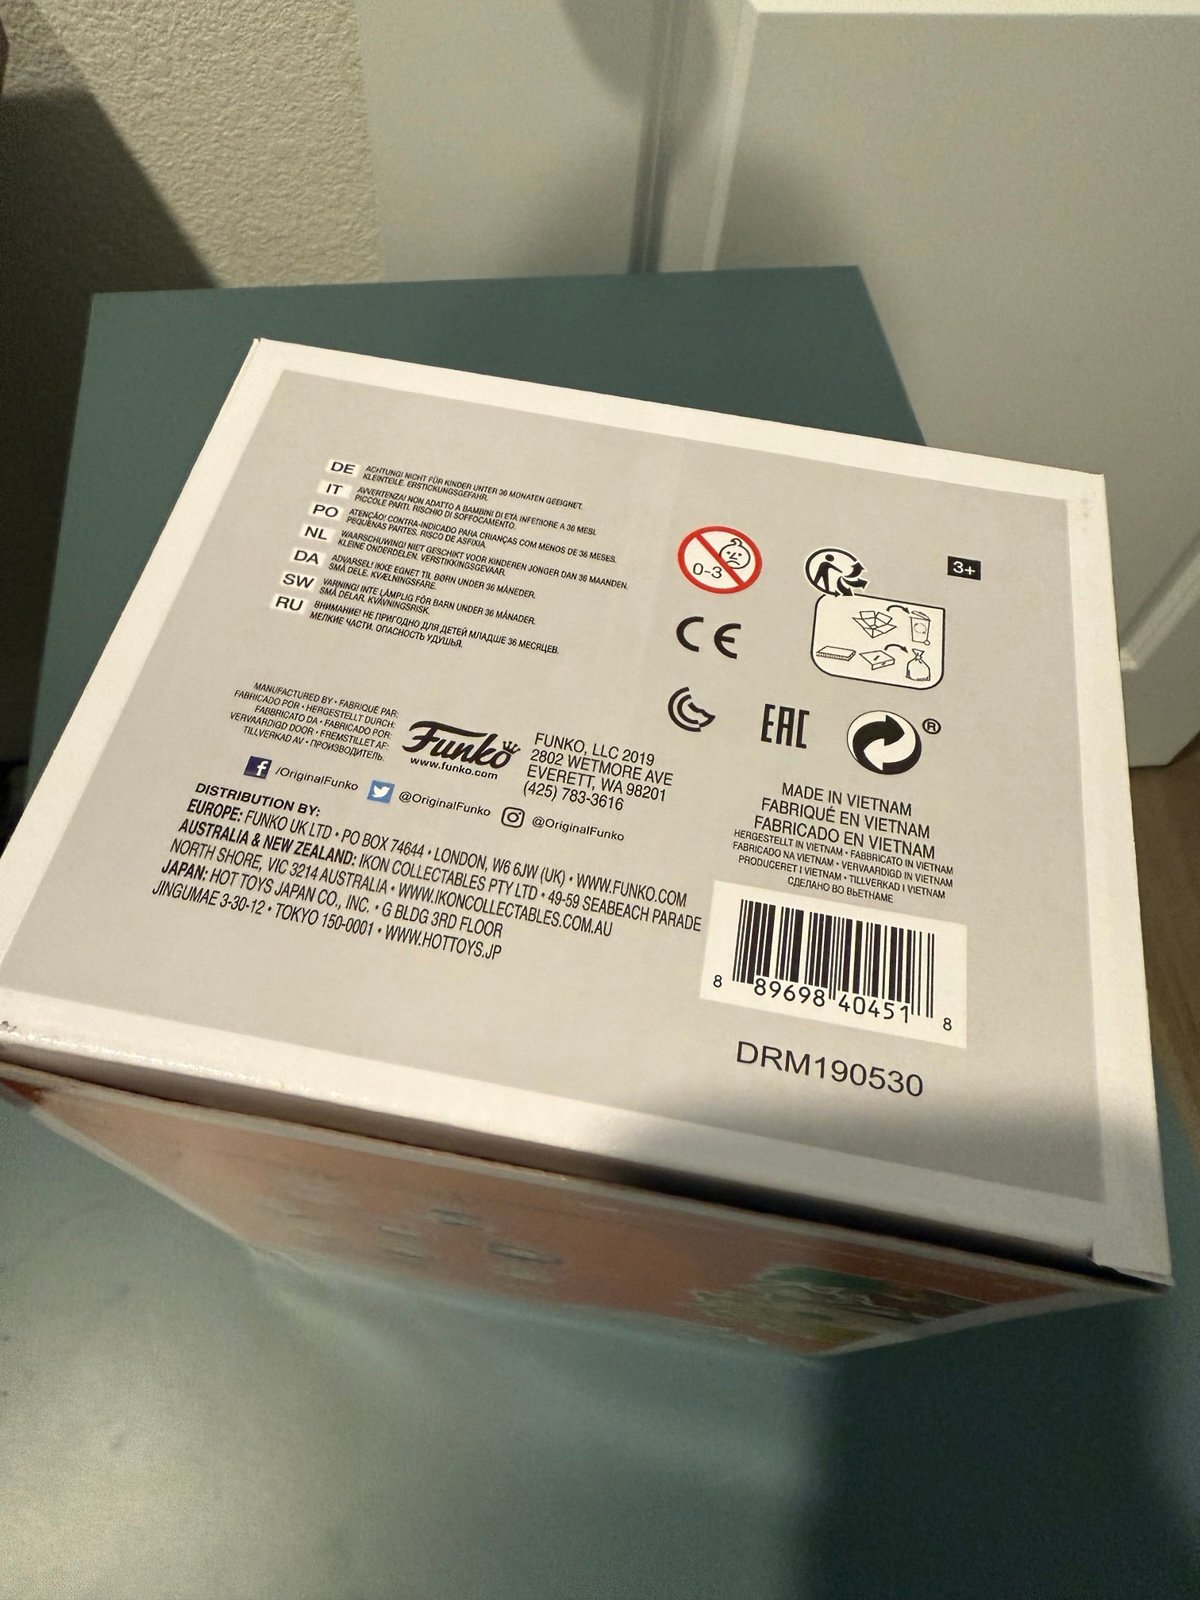 DE ACHTUNG! NICHT FÜR KINDER UNTER 36 MONATEN GEEIGNET.
KLEINTEILE. ERSTICKUNGSGEFAHR.
IT AVVERTENZA! NON ADATTO A BAMBINI DI ETÀ INFERIORE A 36 MESI.
PICCOLE PARTI. RISCHIO DI SOFFOCAMENTO.
PO ATENÇÃO! CONTRA-INDICADO PARA CRIANÇAS COM MENOS DE 36 MESES.
PEQUENAS PARTES. RISCO DE ASFIXIA.
NL WAARSCHUWING! NIET GESCHIKT VOOR KINDEREN JONGER DAN 36 MAANDEN.
KLEINE ONDERDELEN. VERSTIKKINGSGEVAAR.
DA ADVARSEL! IKKE EGNET TIL BØRN UNDER 36 MÅNEDER.
SMÅ DELE. KVÆLNINGSFARE.
SW VARNING! INTE LÄMPLIG FÖR BARN UNDER 36 MÅNADER.
SMÅ DELAR. KVÄVNINGSRISK.
RU ВНИМАНИЕ! НЕ ПРИГОДНО ДЛЯ ДЕТЕЙ МЛАДШЕ 36 МЕСЯЦЕВ.
МЕЛКИЕ ЧАСТИ. ОПАСНОСТЬ УДУШЬЯ.
0-3
3+
CE
EAC
®
MANUFACTURED BY • FABRIQUÉ PAR:
FABRICADO POR • HERGESTELLT DURCH:
FABBRICATO DA • FABRICADO POR:
VERVAARDIGD DOOR • FREMSTILLET AF:
TILLVERKAD AV • ПРОИЗВОДИТЕЛЬ:
Funko
www.funko.com
FUNKO, LLC 2019
2802 WETMORE AVE
EVERETT, WA 98201
(425) 783-3616
f /OriginalFunko
@OriginalFunko
@OriginalFunko
DISTRIBUTION BY:
EUROPE: FUNKO UK LTD • PO BOX 74644 • LONDON, W6 6JW (UK) • WWW.FUNKO.COM
AUSTRALIA & NEW ZEALAND: IKON COLLECTABLES PTY LTD • 49-59 SEABEACH PARADE
NORTH SHORE, VIC 3214 AUSTRALIA • WWW.IKONCOLLECTABLES.COM.AU
JAPAN: HOT TOYS JAPAN CO., INC. • G BLDG 3RD FLOOR
JINGUMAE 3-30-12 • TOKYO 150-0001 • WWW.HOTTOYS.JP
MADE IN VIETNAM
FABRIQUÉ EN VIETNAM
FABRICADO EN VIETNAM
HERGESTELLT IN VIETNAM • FABBRICATO IN VIETNAM
FABRICADO NA VIETNAM • VERVAARDIGD IN VIETNAM
PRODUCERET I VIETNAM • TILLVERKAD I VIETNAM
СДЕЛАНО ВО ВЬЕТНАМЕ
8 89698 40451 8
DRM190530